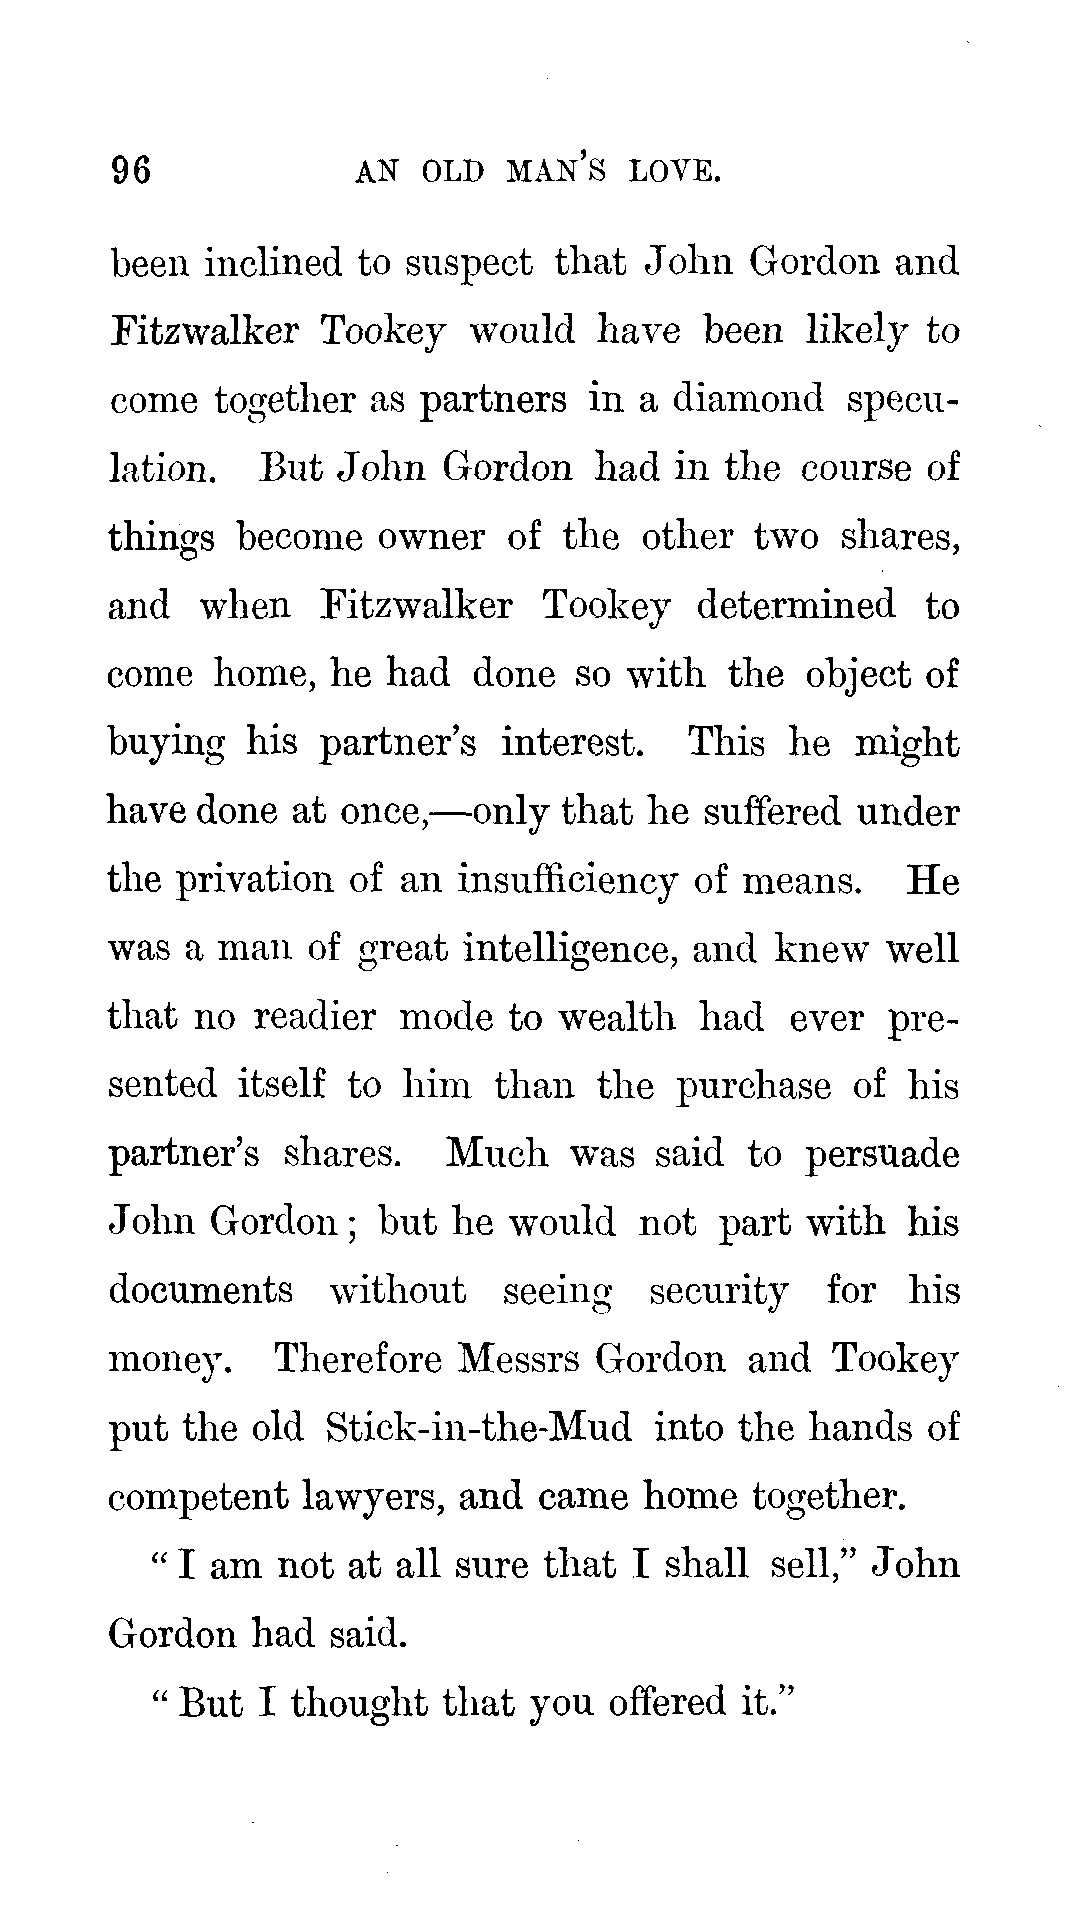 96 AN OLD MAN'S LOVE.
been inclined to suspect that John Gordon and
Fitzwalker Tookey would have been likely to
come together as partners in a diamond specu-
lation. But John Gordon had in the course of
things become owner of the other two shares,
and when Fitzwalker Tookey determined to
come home, he had done so with the object of
buying his partner's interest. This he might
have done at once,—only that he suffered under
the privation of an insufficiency of means. He
was a man of great intelligence, and knew well
that no readier mode to wealth had ever pre-
sented itself to him than the purchase of his
partner's shares. Much was said to persuade
John Gordon; but he would not part with his
documents without seeing security for his
money. Therefore Messrs Gordon and Tookey
put the old Stick-in-the-Mud into the hands of
competent lawyers, and came home together.
“I am not at all sure that I shall sell,” John
Gordon had said.
“But I thought that you offered it.”